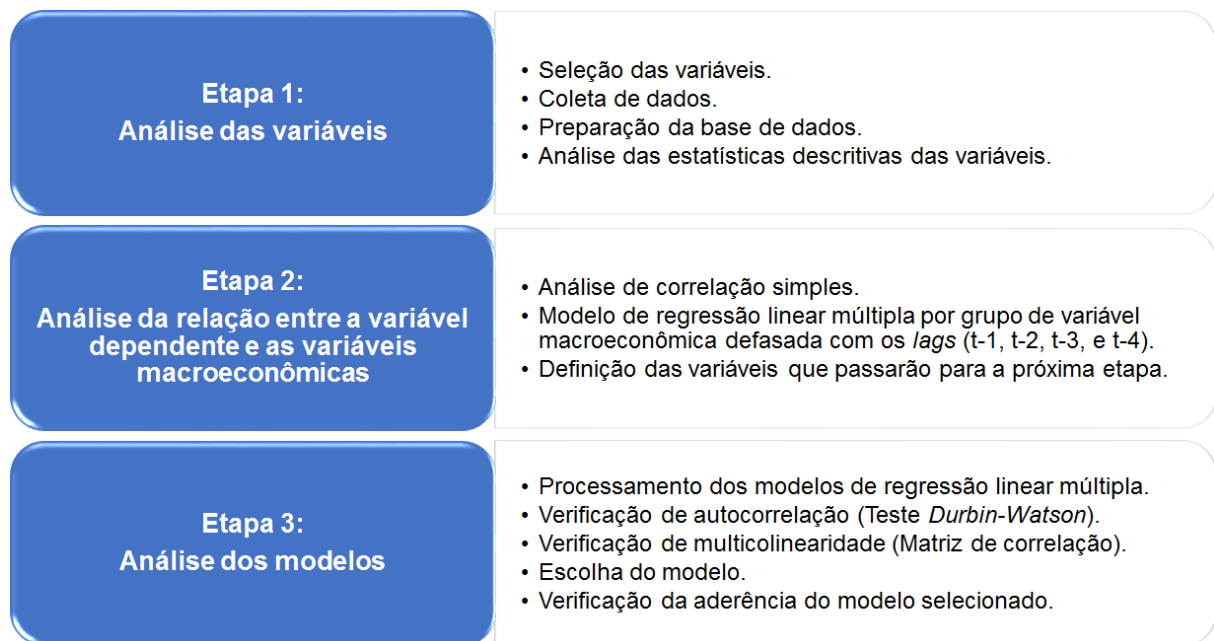 Etapa 1:
Análise das variáveis
• Seleção das variáveis.
• Coleta de dados.
• Preparação da base de dados.
• Análise das estatísticas descritivas das variáveis.
Etapa 2:
Análise da relação entre a variável
dependente e as variáveis
macroeconômicas
• Análise de correlação simples.
• Modelo de regressão linear múltipla por grupo de variável
macroeconômica defasada com os lags (t-1, t-2, t-3, e t-4).
• Definição das variáveis que passarão para a próxima etapa.
Etapa 3:
Análise dos modelos
• Processamento dos modelos de regressão linear múltipla.
• Verificação de autocorrelação (Teste Durbin-Watson).
• Verificação de multicolinearidade (Matriz de correlação).
• Escolha do modelo.
• Verificação da aderência do modelo selecionado.